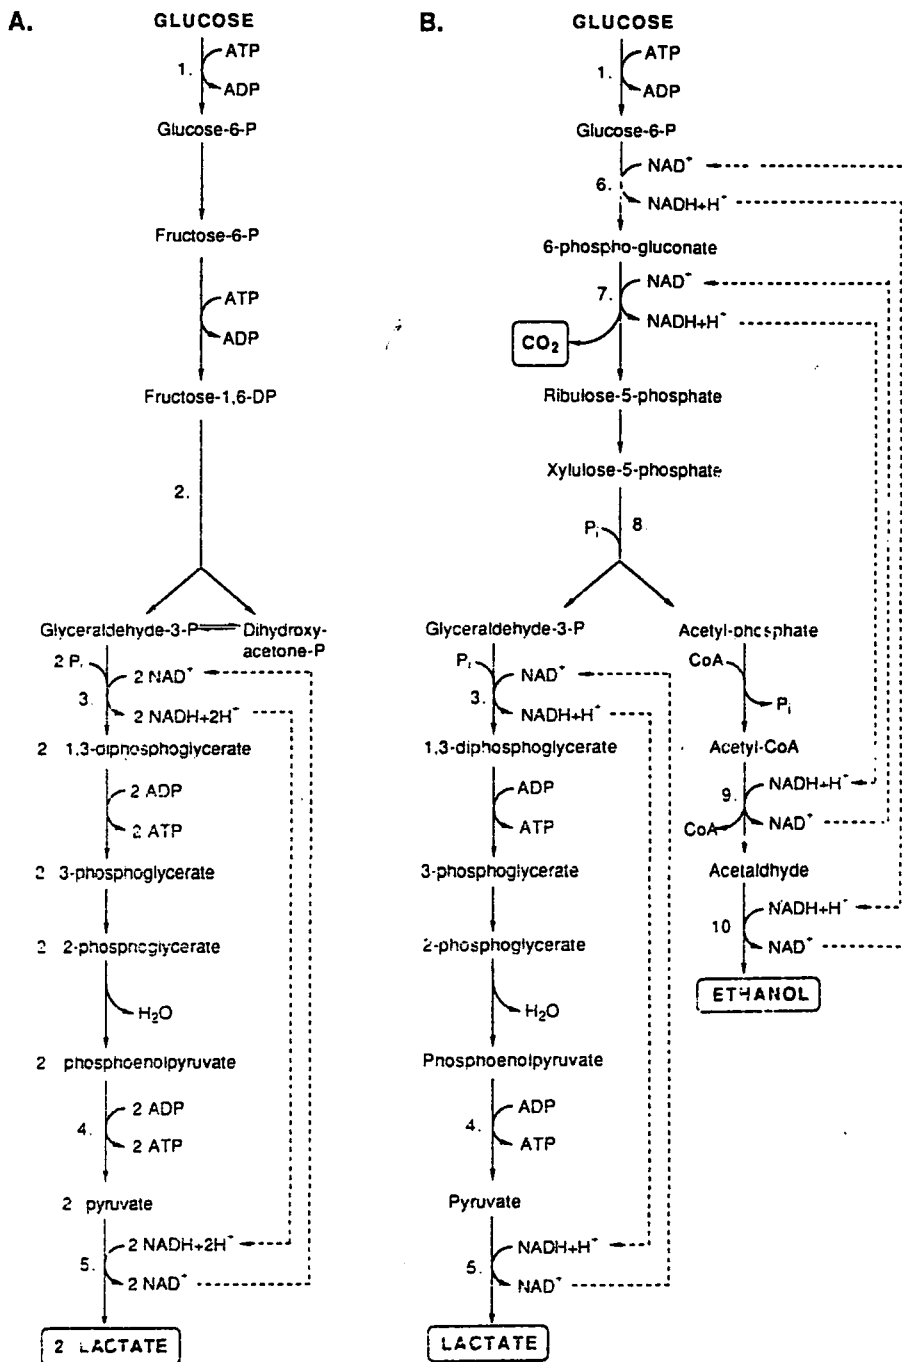 A.
GLUCOSE
ATP
1.
ADP
Glucose-6-P
Fructose-6-P
ATP
ADP
Fructose-1,6-DP
2.
Glyceraldehyde-3-P
Dihydroxy-
acetone-P
2 Pi
2 NAD+
3.
2 NADH+2H+
2 1,3-diphosphoglycerate
2 ADP
2 ATP
2 3-phosphoglycerate
2 2-phosphoglycerate
H2O
2 phosphoenolpyruvate
2 ADP
4.
2 ATP
2 pyruvate
2 NADH+2H+
5.
2 NAD+
2 LACTATE
B.
GLUCOSE
ATP
1.
ADP
Glucose-6-P
NAD+
6.
NADH+H+
6-phospho-gluconate
NAD+
7.
NADH+H+
CO2
Ribulose-5-phosphate
Xylulose-5-phosphate
Pi
8.
Glyceraldehyde-3-P
Pi
NAD+
3.
NADH+H+
1,3-diphosphoglycerate
ADP
ATP
3-phosphoglycerate
2-phosphoglycerate
H2O
Phosphoenolpyruvate
ADP
4.
ATP
Pyruvate
NADH+H+
5.
NAD+
LACTATE
Acetyl-phosphate
CoA
Pi
Acetyl-CoA
NADH+H+
9.
CoA
NAD+
Acetaldhyde
NADH+H+
10
NAD+
ETHANOL